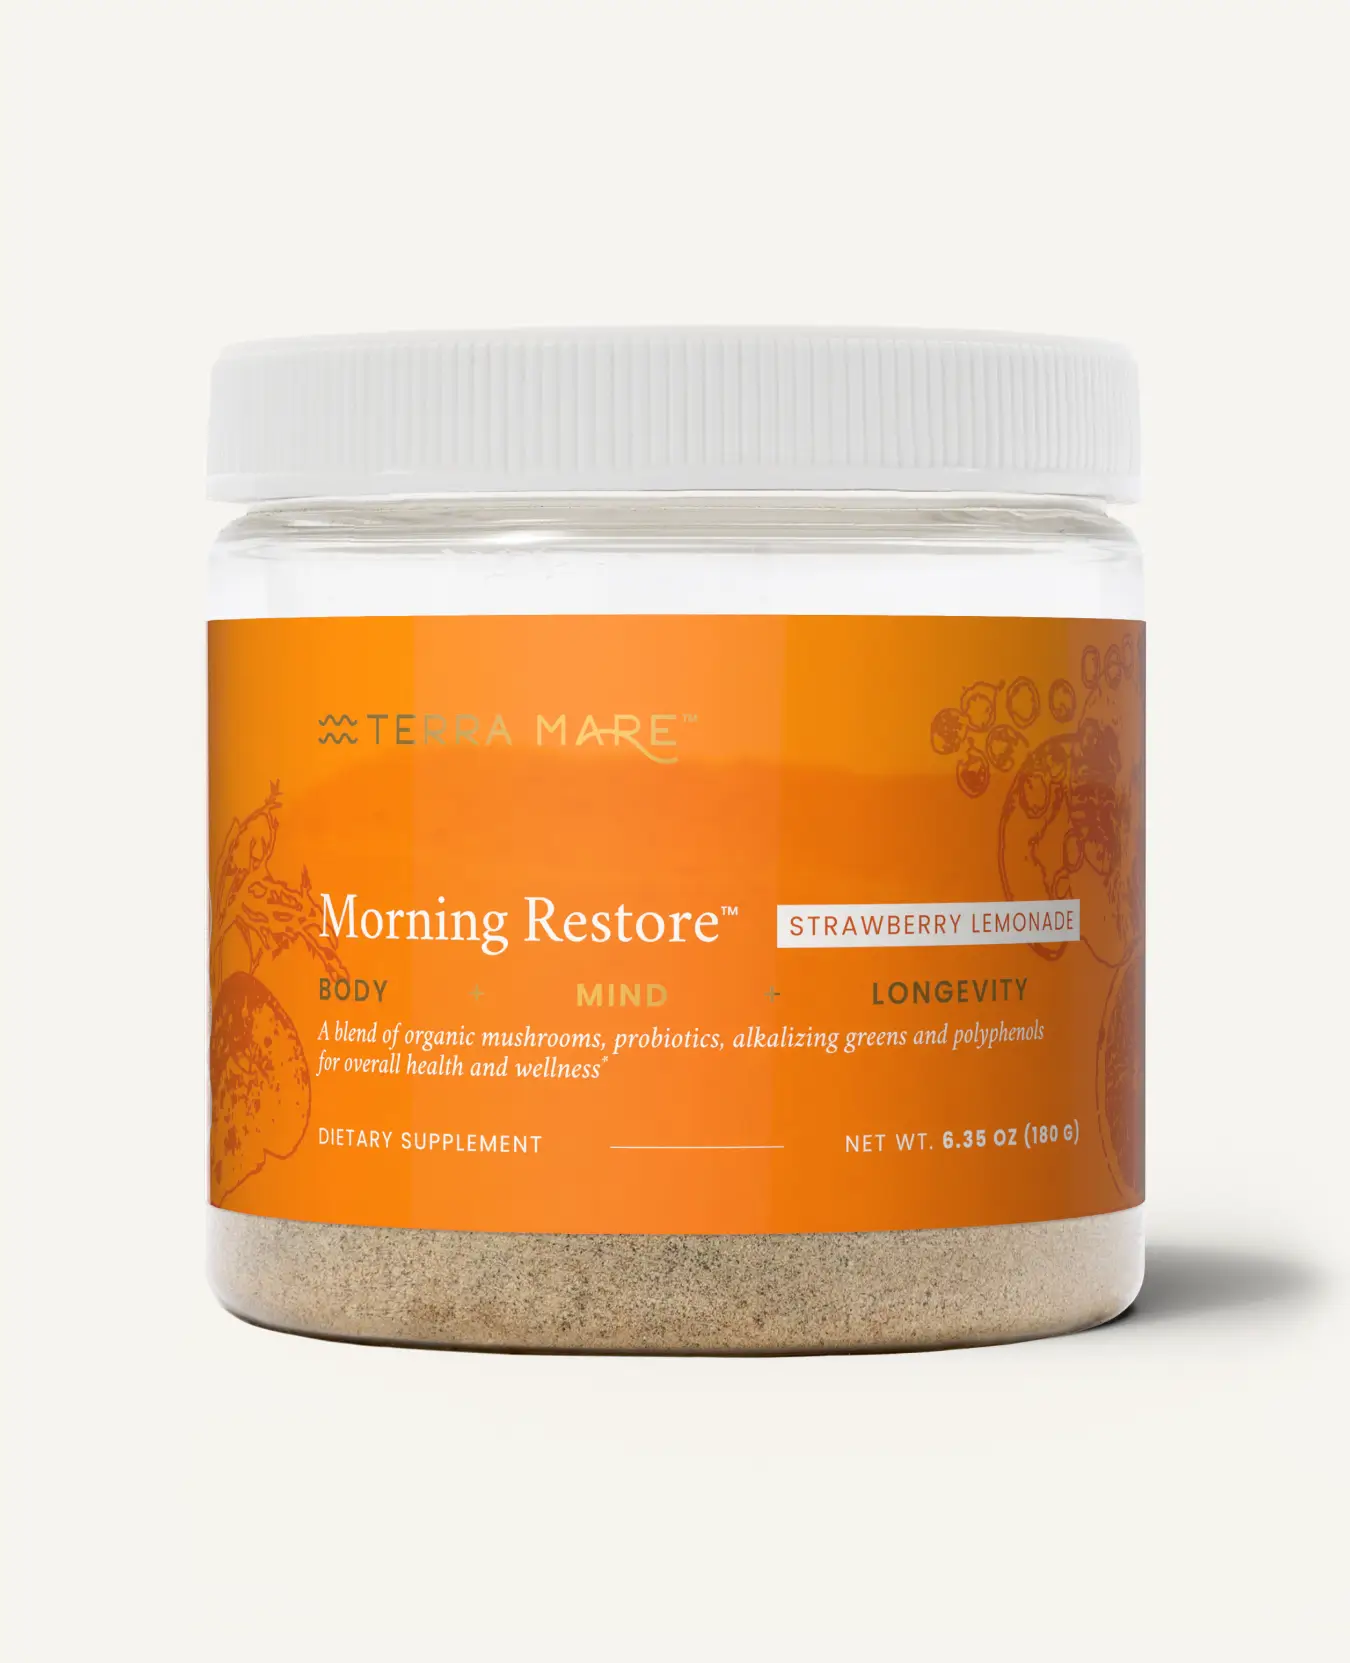 TERRA MARE™
Morning Restore™
STRAWBERRY LEMONADE
BODY + MIND + LONGEVITY
A blend of organic mushrooms, probiotics, alkalizing greens and polyphenols
for overall health and wellness*
DIETARY SUPPLEMENT
NET WT. 6.35 OZ (180 G)